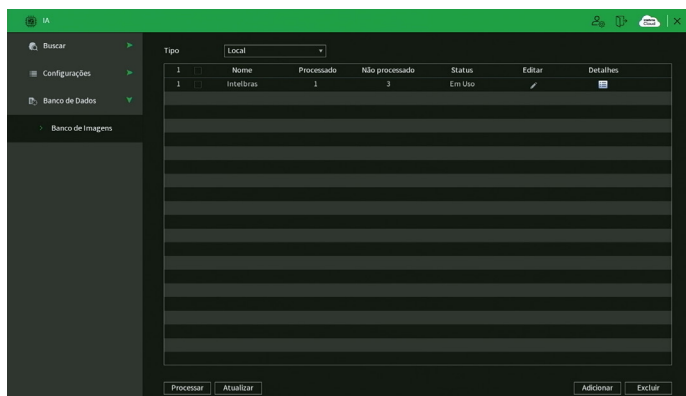 IA
Buscar
Configurações
Banco de Dados
Banco de Imagens
Tipo Local
1 Nome Processado Não processado Status Editar Detalhes
1 Intelbras 1 3 Em Uso
Processar Atualizar Adicionar Excluir